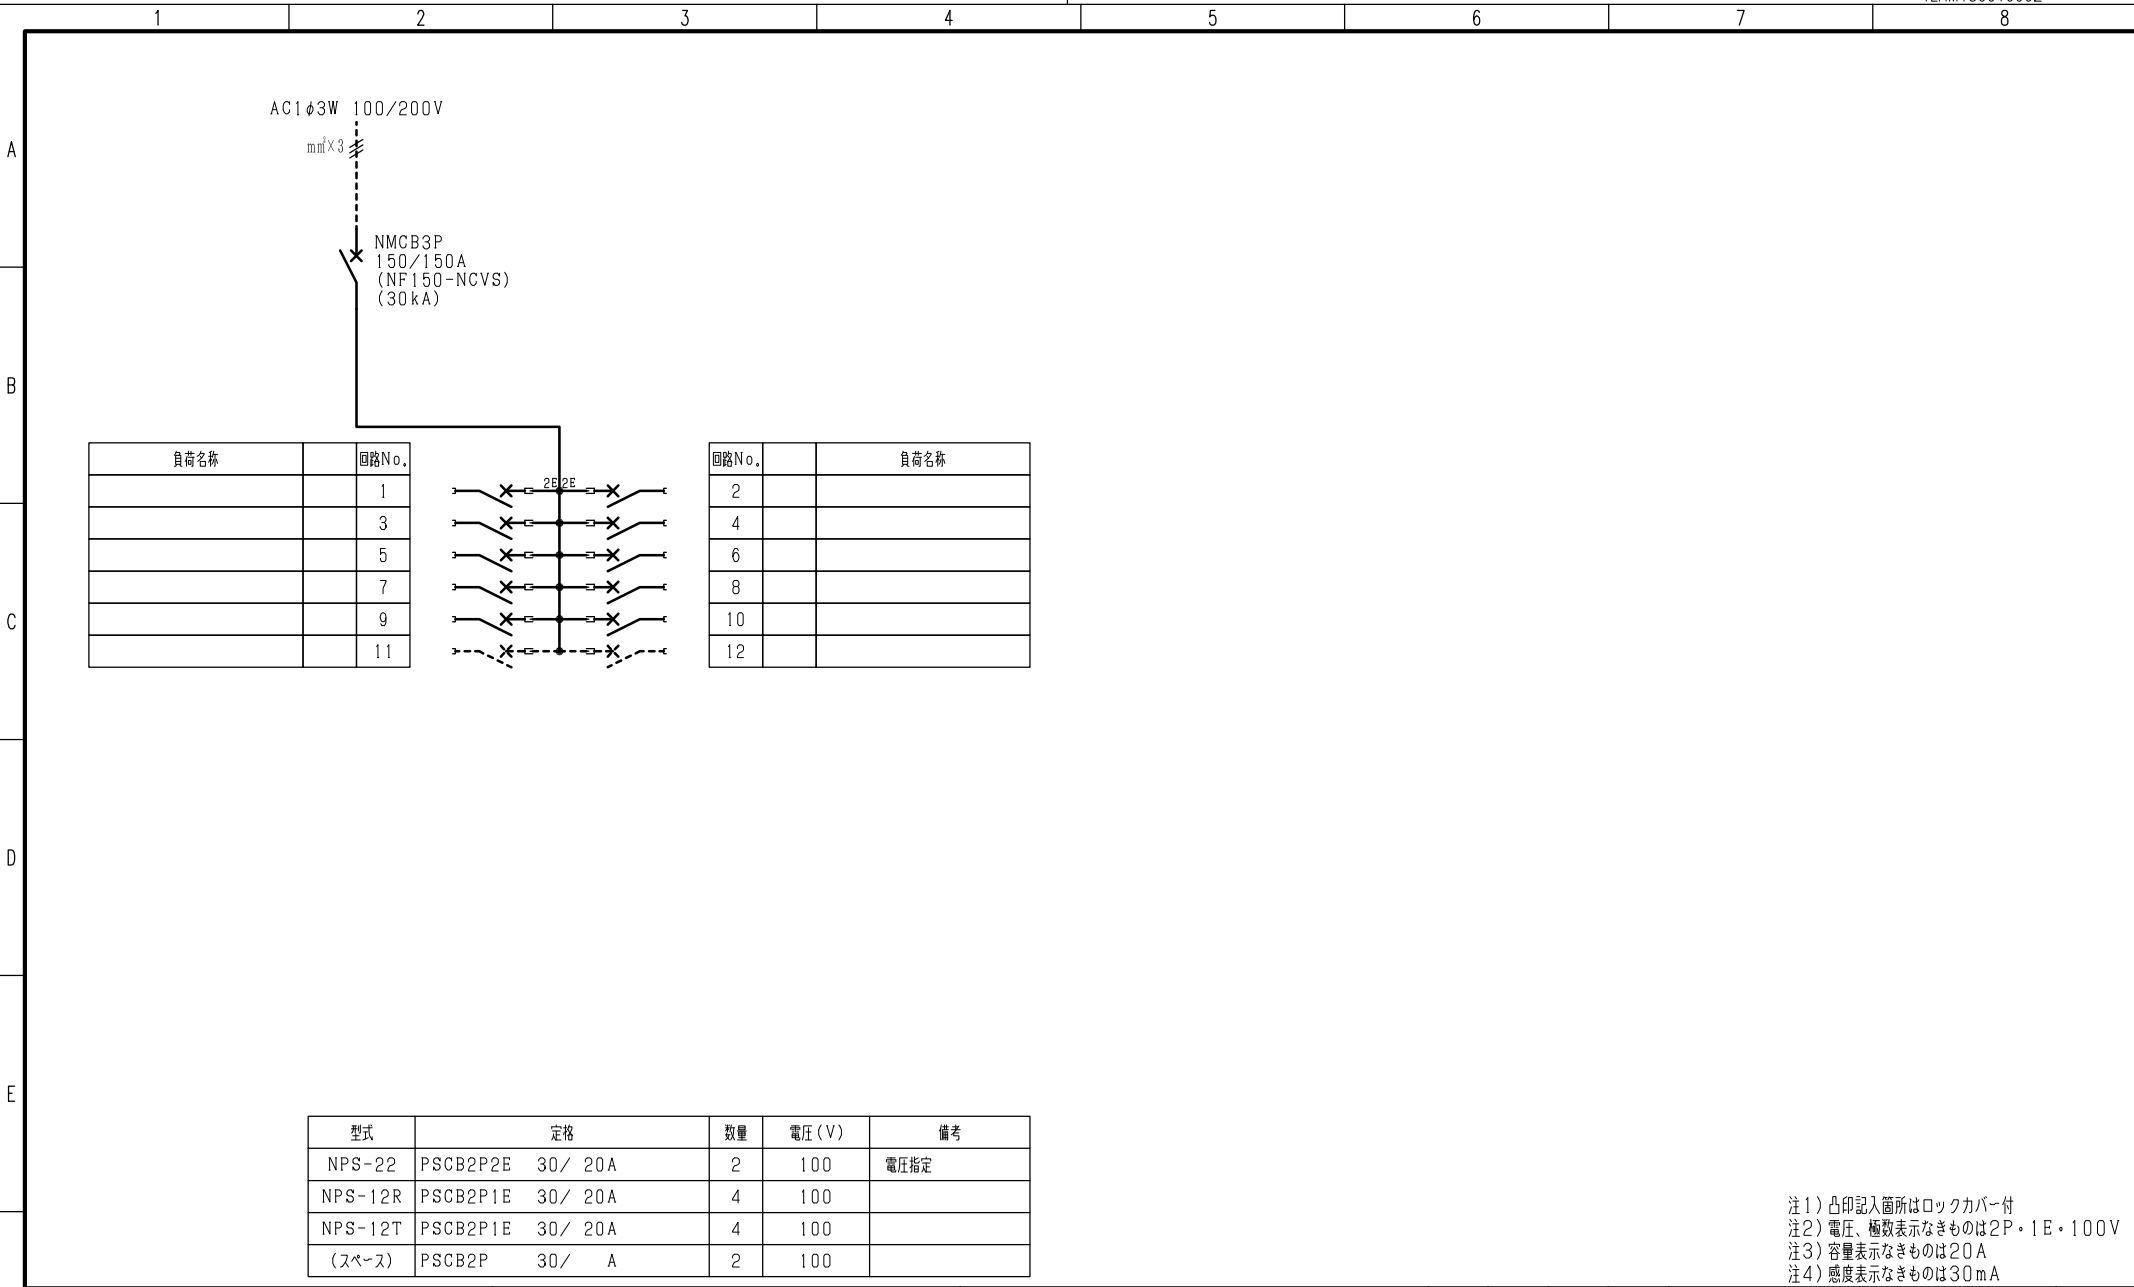 1 2 3 4 5 6 7 8
A
B
C
D
E
AC1φ3W 100/200V
mm²×3
NMCB3P
150/150A
(NF150-NCVS)
(30kA)
負荷名称 回路No.
1
3
5
7
9
11
2E 2E
回路No. 負荷名称
2
4
6
8
10
12
型式 定格 数量 電圧(V) 備考
NPS-22 PSCB2P2E 30/ 20A 2 100 電圧指定
NPS-12R PSCB2P1E 30/ 20A 4 100
NPS-12T PSCB2P1E 30/ 20A 4 100
(スペース) PSCB2P 30/ A 2 100
注1)凸印記入箇所はロックカバー付
注2)電圧、極数表示なきものは2P・1E・100V
注3)容量表示なきものは20A
注4)感度表示なきものは30mA